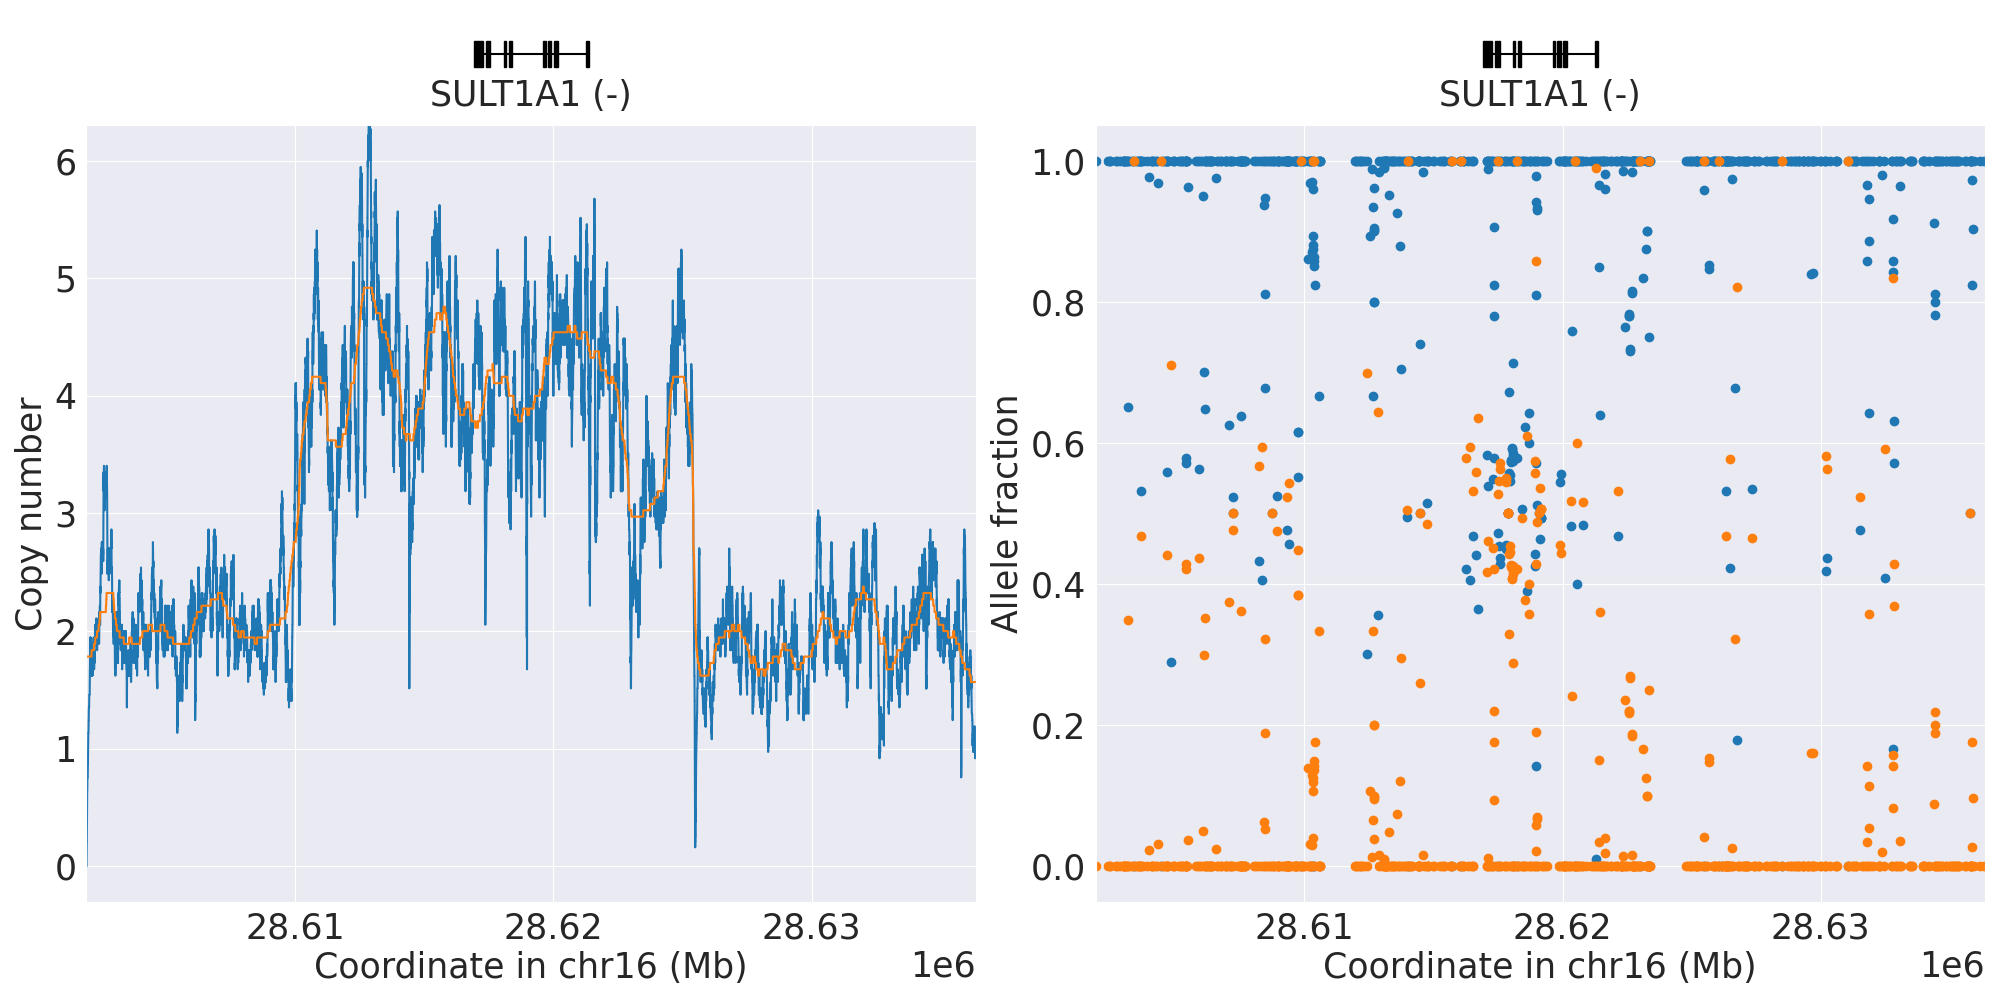 SULT1A1 (-)
Copy number
6
5
4
3
2
1
0
28.61
28.62
28.63
Coordinate in chr16 (Mb)
1e6
SULT1A1 (-)
Allele fraction
1.0
0.8
0.6
0.4
0.2
0.0
28.61
28.62
28.63
Coordinate in chr16 (Mb)
1e6